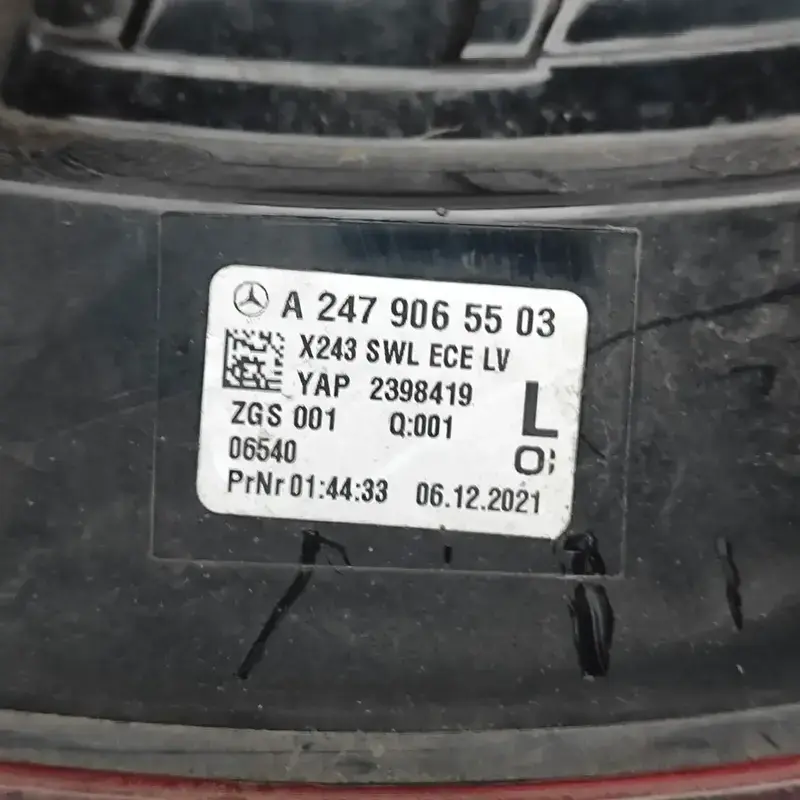 A 247 906 55 03
X243 SWL ECE LV
YAP 2398419
ZGS 001 Q:001
L
06540
O;
PrNr 01:44:33 06.12.2021